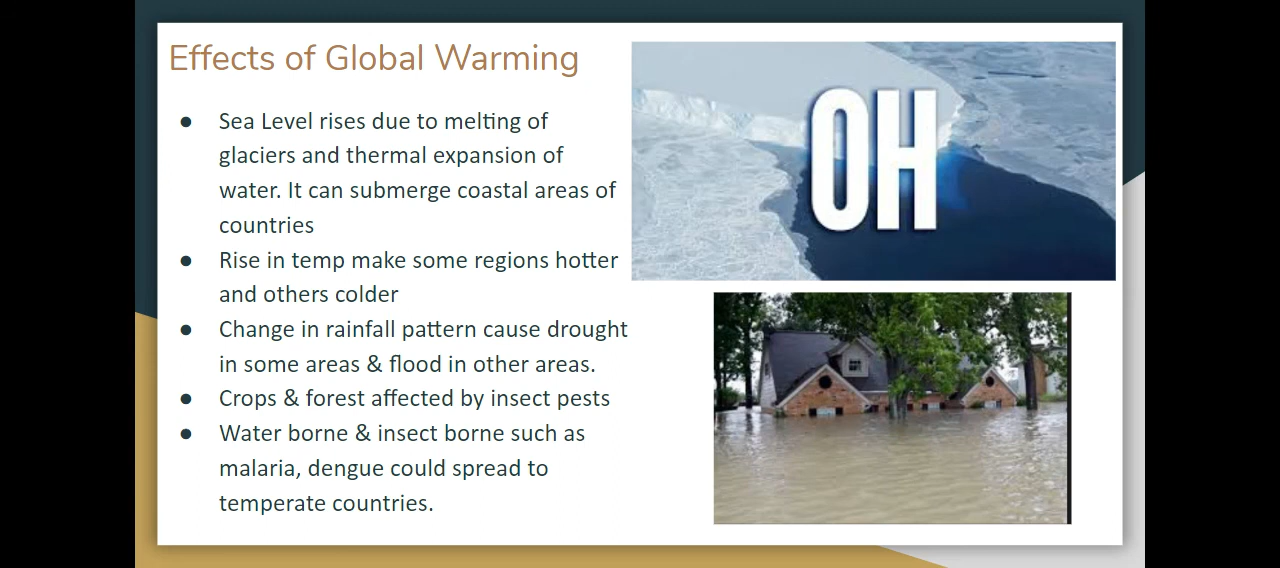 Effects of Global Warming
● Sea Level rises due to melting of
glaciers and thermal expansion of
water. It can submerge coastal areas of
countries
● Rise in temp make some regions hotter
and others colder
● Change in rainfall pattern cause drought
in some areas & flood in other areas.
● Crops & forest affected by insect pests
● Water borne & insect borne such as
malaria, dengue could spread to
temperate countries.
OH